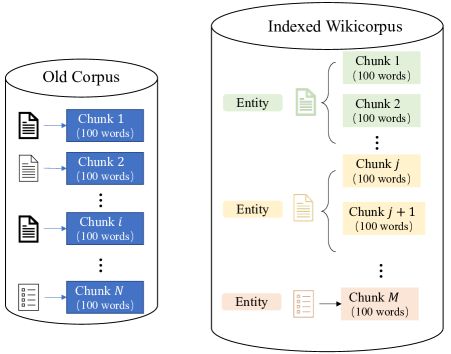 Old Corpus
Chunk 1
(100 words)
Chunk 2
(100 words)
Chunk i
(100 words)
Chunk N
(100 words)
Indexed Wikicorpus
Entity
Chunk 1
(100 words)
Chunk 2
(100 words)
Entity
Chunk j
(100 words)
Chunk j + 1
(100 words)
Entity
Chunk M
(100 words)